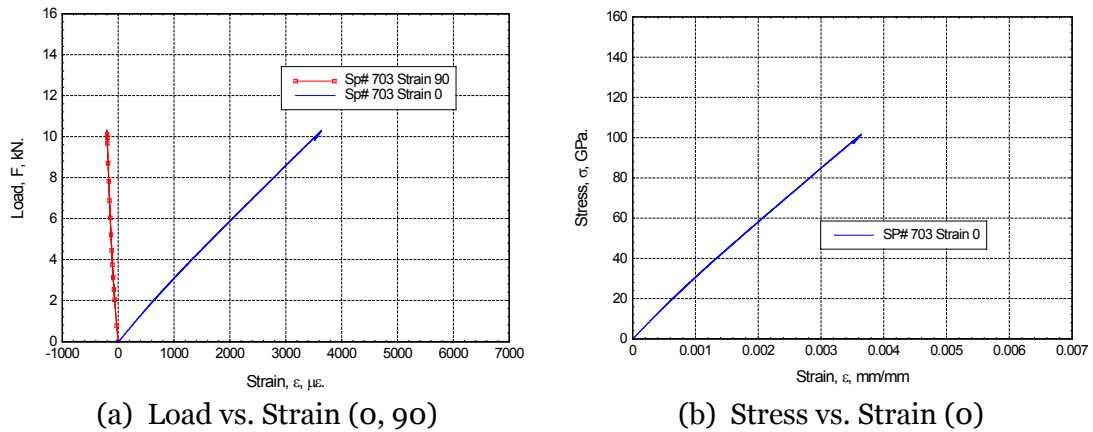 16
14
12
10
8
6
4
2
0
Load, F, kN.
Sp# 703 Strain 90
Sp# 703 Strain 0
-1000 0 1000 2000 3000 4000 5000 6000 7000
Strain, ε, με.
(a) Load vs. Strain (0, 90)
160
140
120
100
80
60
40
20
0
Stress, σ, GPa.
SP# 703 Strain 0
0 0.001 0.002 0.003 0.004 0.005 0.006 0.007
Strain, ε, mm/mm
(b) Stress vs. Strain (0)